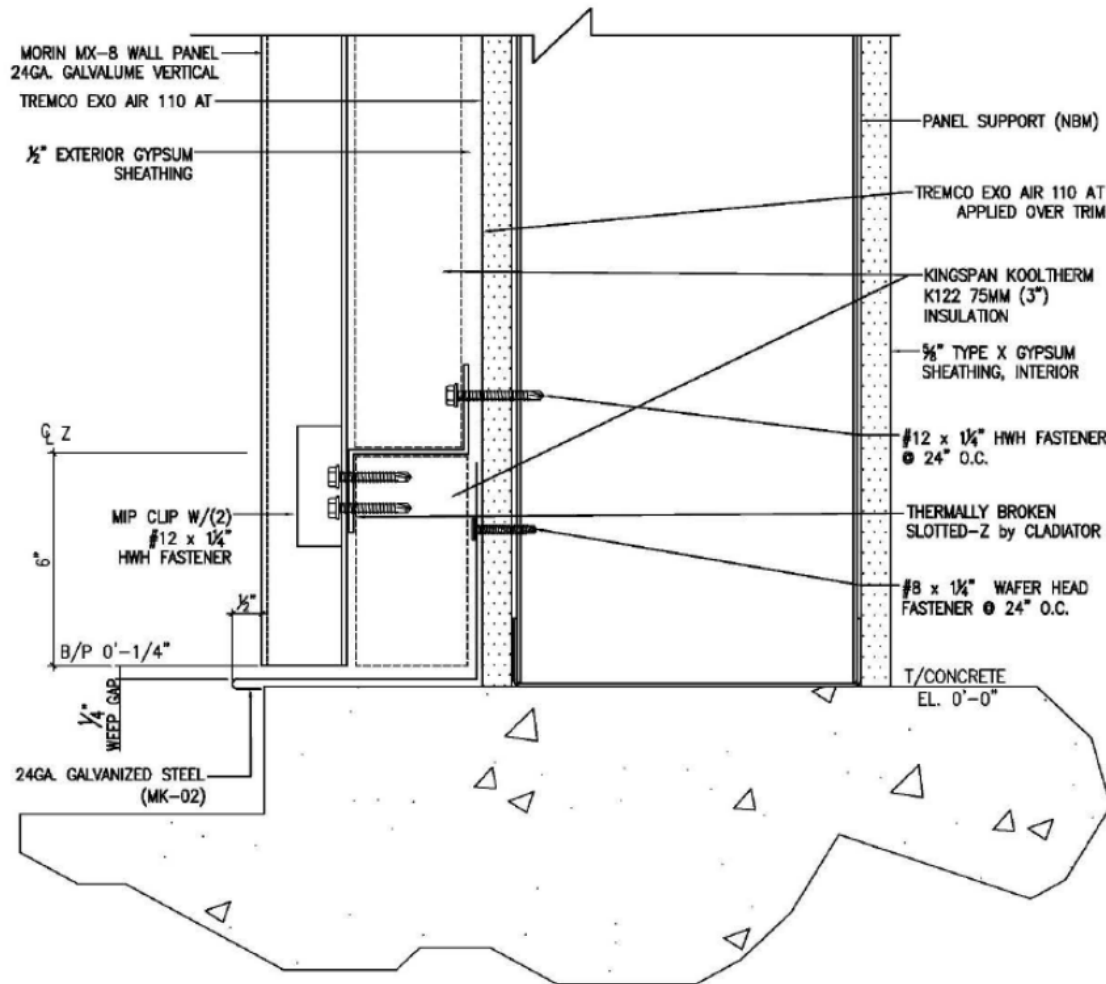 MORIN MX-8 WALL PANEL
24GA. GALVALUME VERTICAL
TREMCO EXO AIR 110 AT
½" EXTERIOR GYPSUM
SHEATHING
℄ Z
MIP CLIP W/(2)
#12 x 1¼"
HWH FASTENER
6"
½"
B/P 0'-1/4"
1/4"
WEEP GAP
24GA. GALVANIZED STEEL
(MK-02)
PANEL SUPPORT (NBM)
TREMCO EXO AIR 110 AT
APPLIED OVER TRIM
KINGSPAN KOOLTHERM
K122 75MM (3")
INSULATION
⅝" TYPE X GYPSUM
SHEATHING, INTERIOR
#12 x 1¼" HWH FASTENER
@ 24" O.C.
THERMALLY BROKEN
SLOTTED-Z by CLADIATOR
#8 x 1¼" WAFER HEAD
FASTENER @ 24" O.C.
T/CONCRETE
EL. 0'-0"